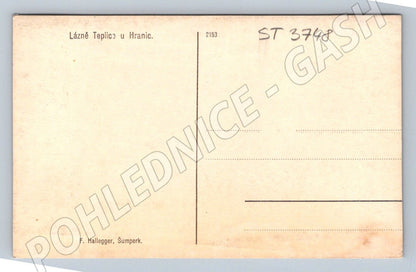 Lázně Teplice u Hranic.
2153
ST 3748
POHLEDNICE - GASH
F. Hallegger, Šumperk.